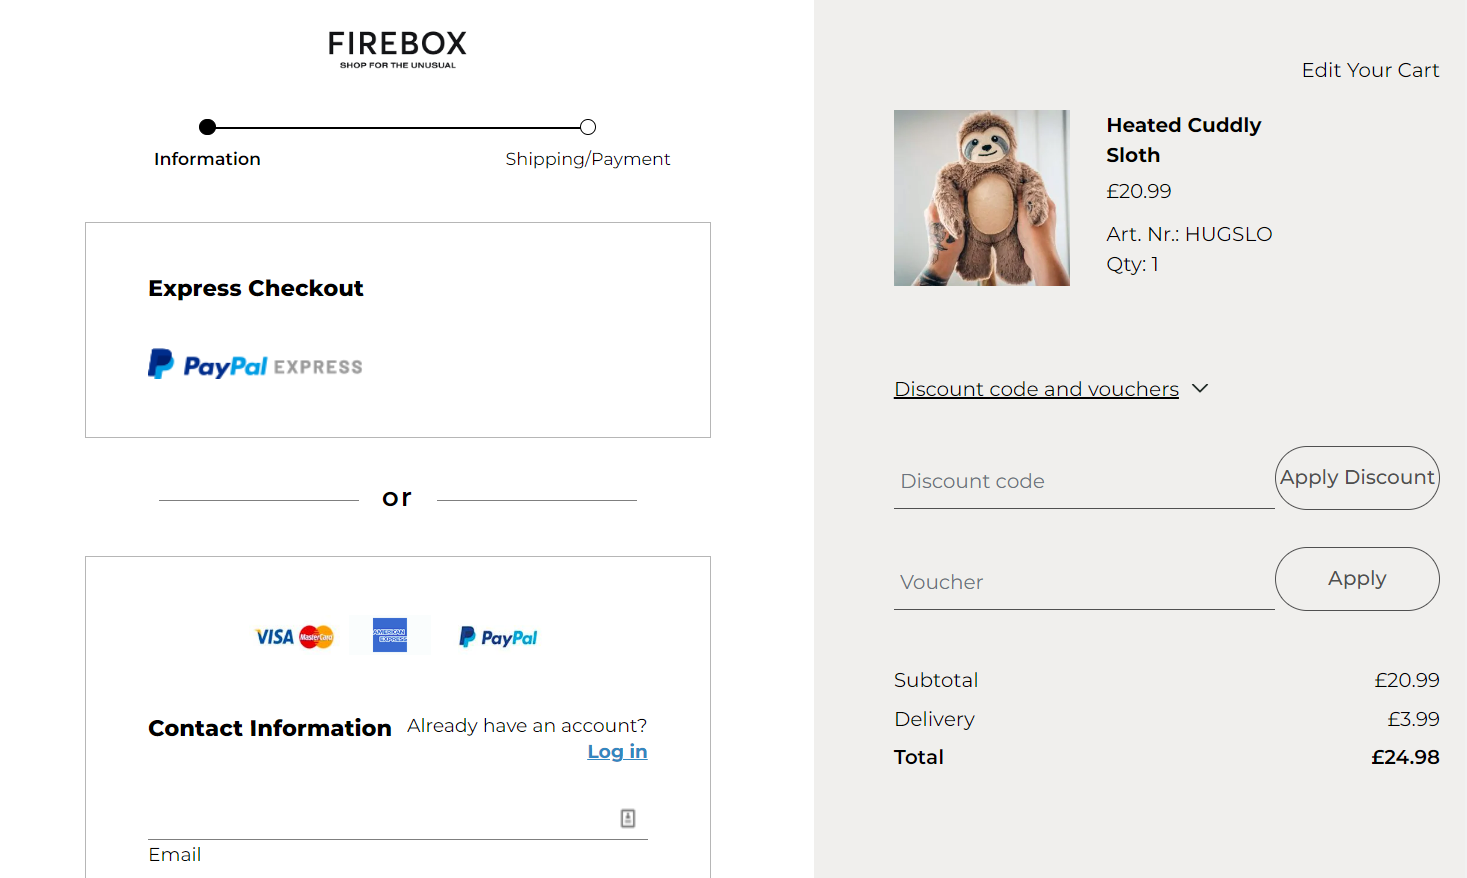 FIREBOX
SHOP FOR THE UNUSUAL
Information
Shipping/Payment
Express Checkout
PayPal EXPRESS
or
VISA MasterCard AMERICAN EXPRESS PayPal
Contact Information
Already have an account?
Log in
Email
Edit Your Cart
Heated Cuddly
Sloth
£20.99
Art. Nr.: HUGSLO
Qty: 1
Discount code and vouchers
Discount code
Apply Discount
Voucher
Apply
Subtotal £20.99
Delivery £3.99
Total £24.98